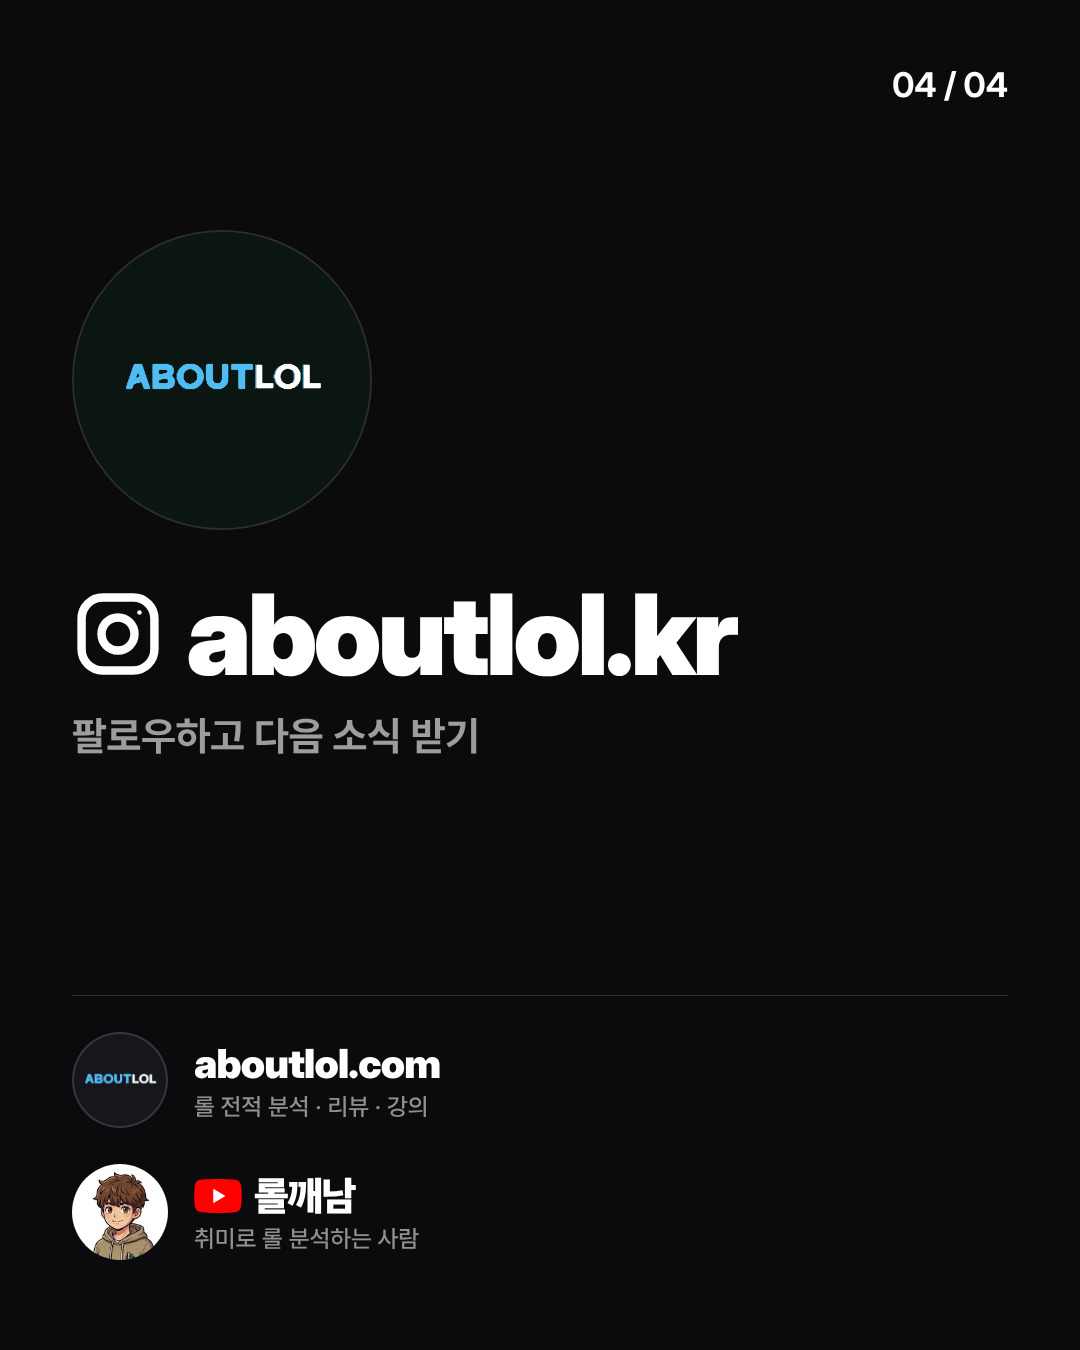 04 / 04
ABOUTLOL
aboutlol.kr
팔로우하고 다음 소식 받기
ABOUTLOL
aboutlol.com
롤 전적 분석 · 리뷰 · 강의
롤깨남
취미로 롤 분석하는 사람